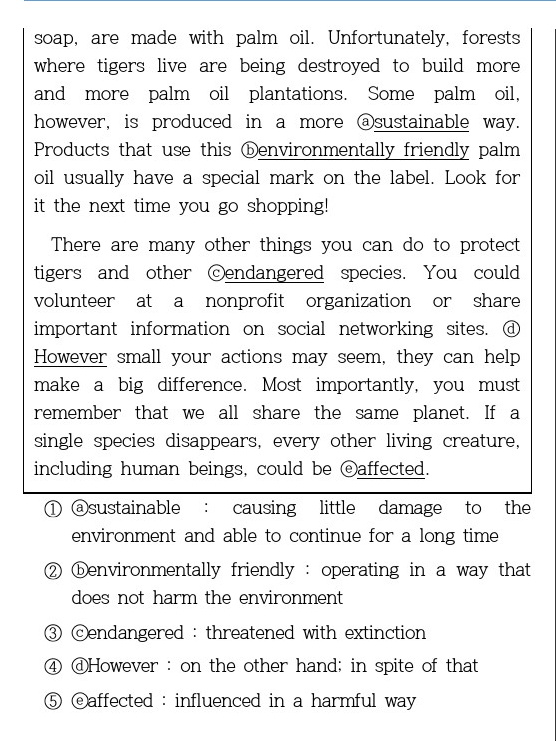 soap, are made with palm oil. Unfortunately, forests
where tigers live are being destroyed to build more
and more palm oil plantations. Some palm oil,
however, is produced in a more ⓐsustainable way.
Products that use this ⓑenvironmentally friendly palm
oil usually have a special mark on the label. Look for
it the next time you go shopping!
There are many other things you can do to protect
tigers and other ⓒendangered species. You could
volunteer at a nonprofit organization or share
important information on social networking sites. ⓓ
However small your actions may seem, they can help
make a big difference. Most importantly, you must
remember that we all share the same planet. If a
single species disappears, every other living creature,
including human beings, could be ⓔaffected.
① ⓐsustainable : causing little damage to the
environment and able to continue for a long time
② ⓑenvironmentally friendly : operating in a way that
does not harm the environment
③ ⓒendangered : threatened with extinction
④ ⓓHowever : on the other hand; in spite of that
⑤ ⓔaffected : influenced in a harmful way